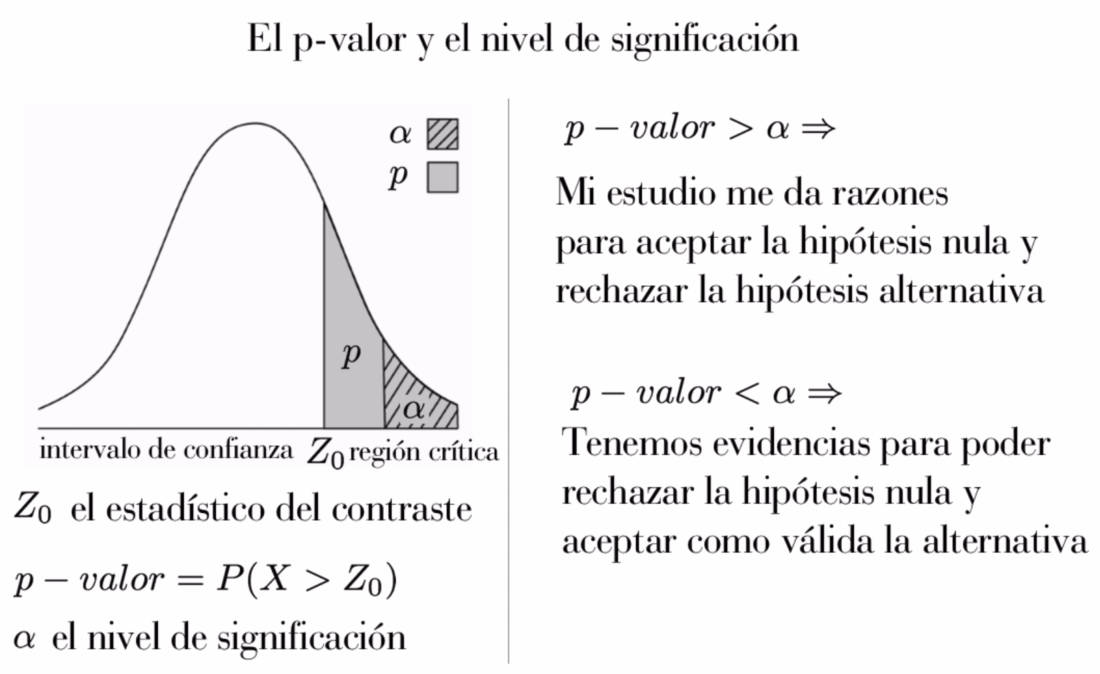 El p-valor y el nivel de significación
α
p
p
α
intervalo de confianza Z₀ región crítica
Z₀ el estadístico del contraste
p − valor = P(X > Z₀)
α el nivel de significación
p − valor > α ⇒
Mi estudio me da razones
para aceptar la hipótesis nula y
rechazar la hipótesis alternativa
p − valor < α ⇒
Tenemos evidencias para poder
rechazar la hipótesis nula y
aceptar como válida la alternativa